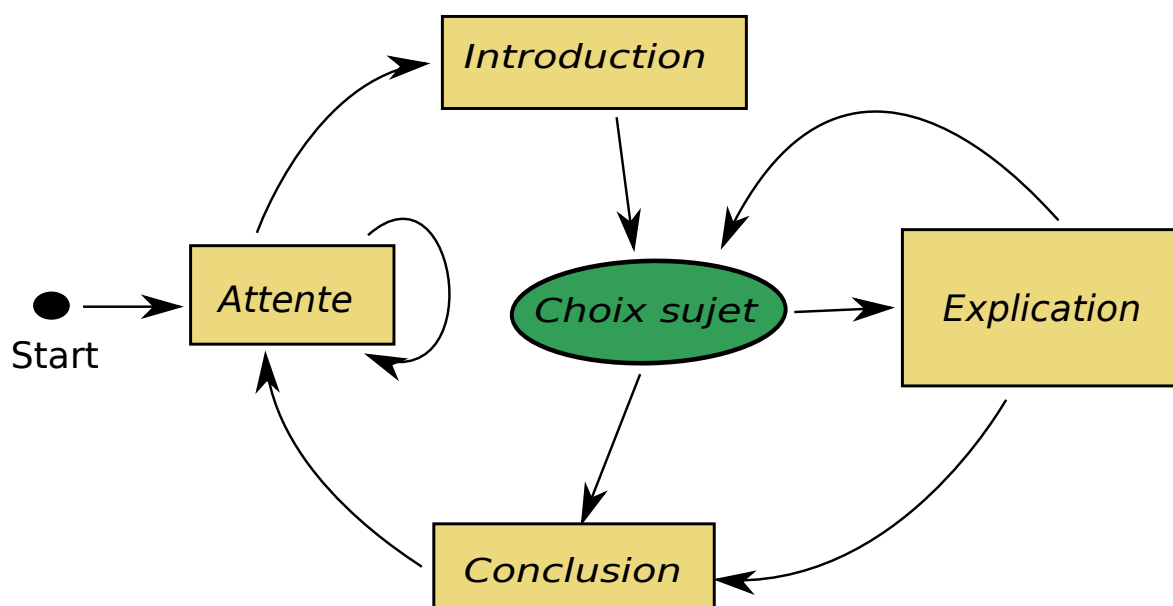 Introduction
Attente
Choix sujet
Explication
Start
Conclusion